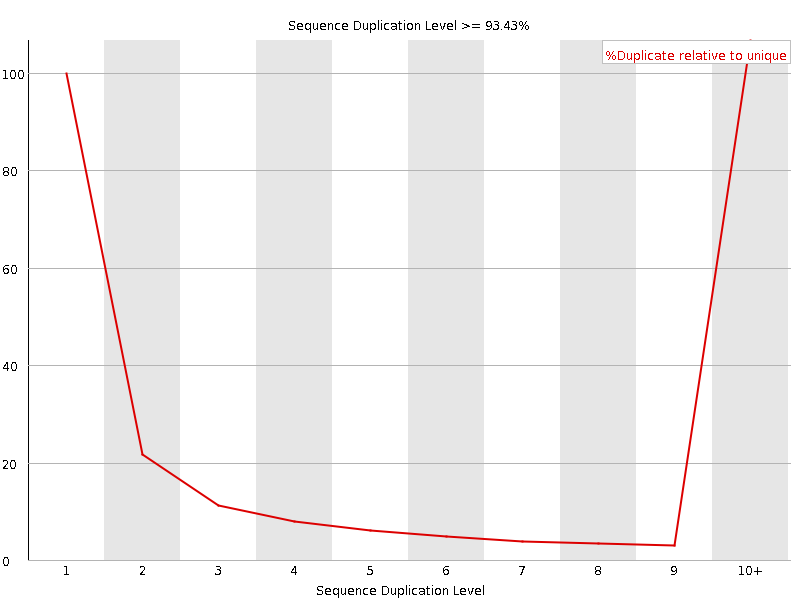 Sequence Duplication Level >= 93.43%
%Duplicate relative to unique
100
80
60
40
20
0
1 2 3 4 5 6 7 8 9 10+
Sequence Duplication Level